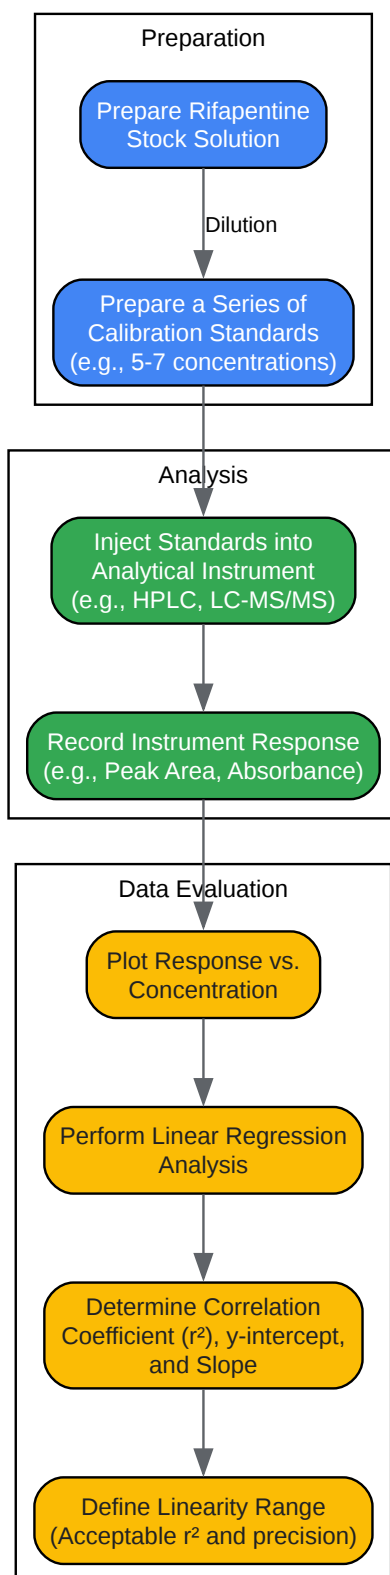 Preparation
Prepare Rifapentine
Stock Solution
Dilution
Prepare a Series of
Calibration Standards
(e.g., 5-7 concentrations)
Analysis
Inject Standards into
Analytical Instrument
(e.g., HPLC, LC-MS/MS)
Record Instrument Response
(e.g., Peak Area, Absorbance)
Data Evaluation
Plot Response vs.
Concentration
Perform Linear Regression
Analysis
Determine Correlation
Coefficient (r²), y-intercept,
and Slope
Define Linearity Range
(Acceptable r² and precision)